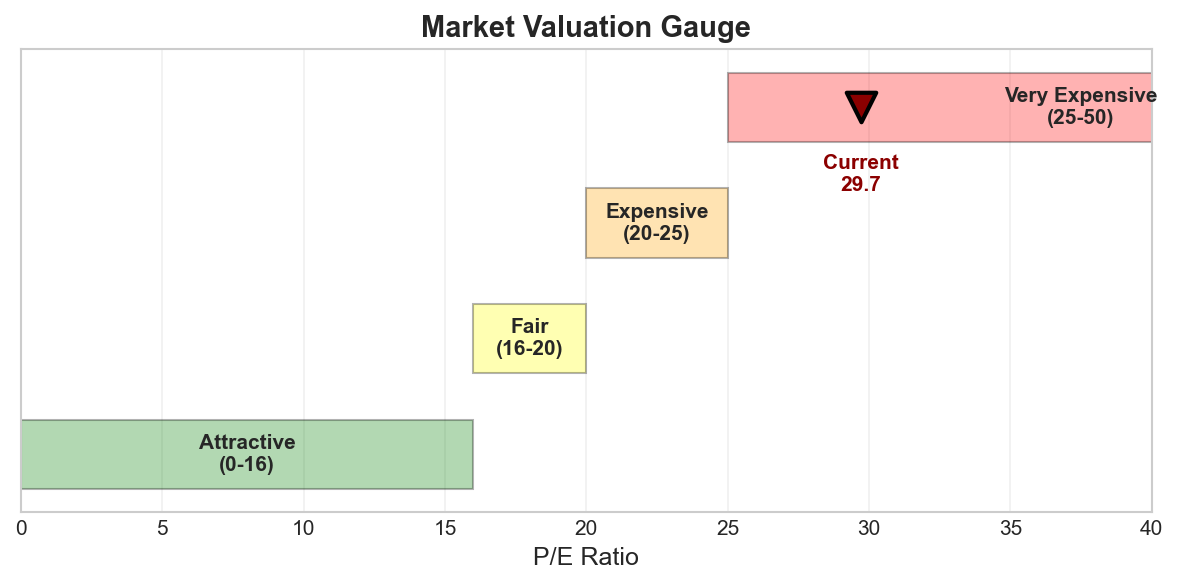 Market Valuation Gauge
Very Expensive
(25-50)
Current
29.7
Expensive
(20-25)
Fair
(16-20)
Attractive
(0-16)
0 5 10 15 20 25 30 35 40
P/E Ratio